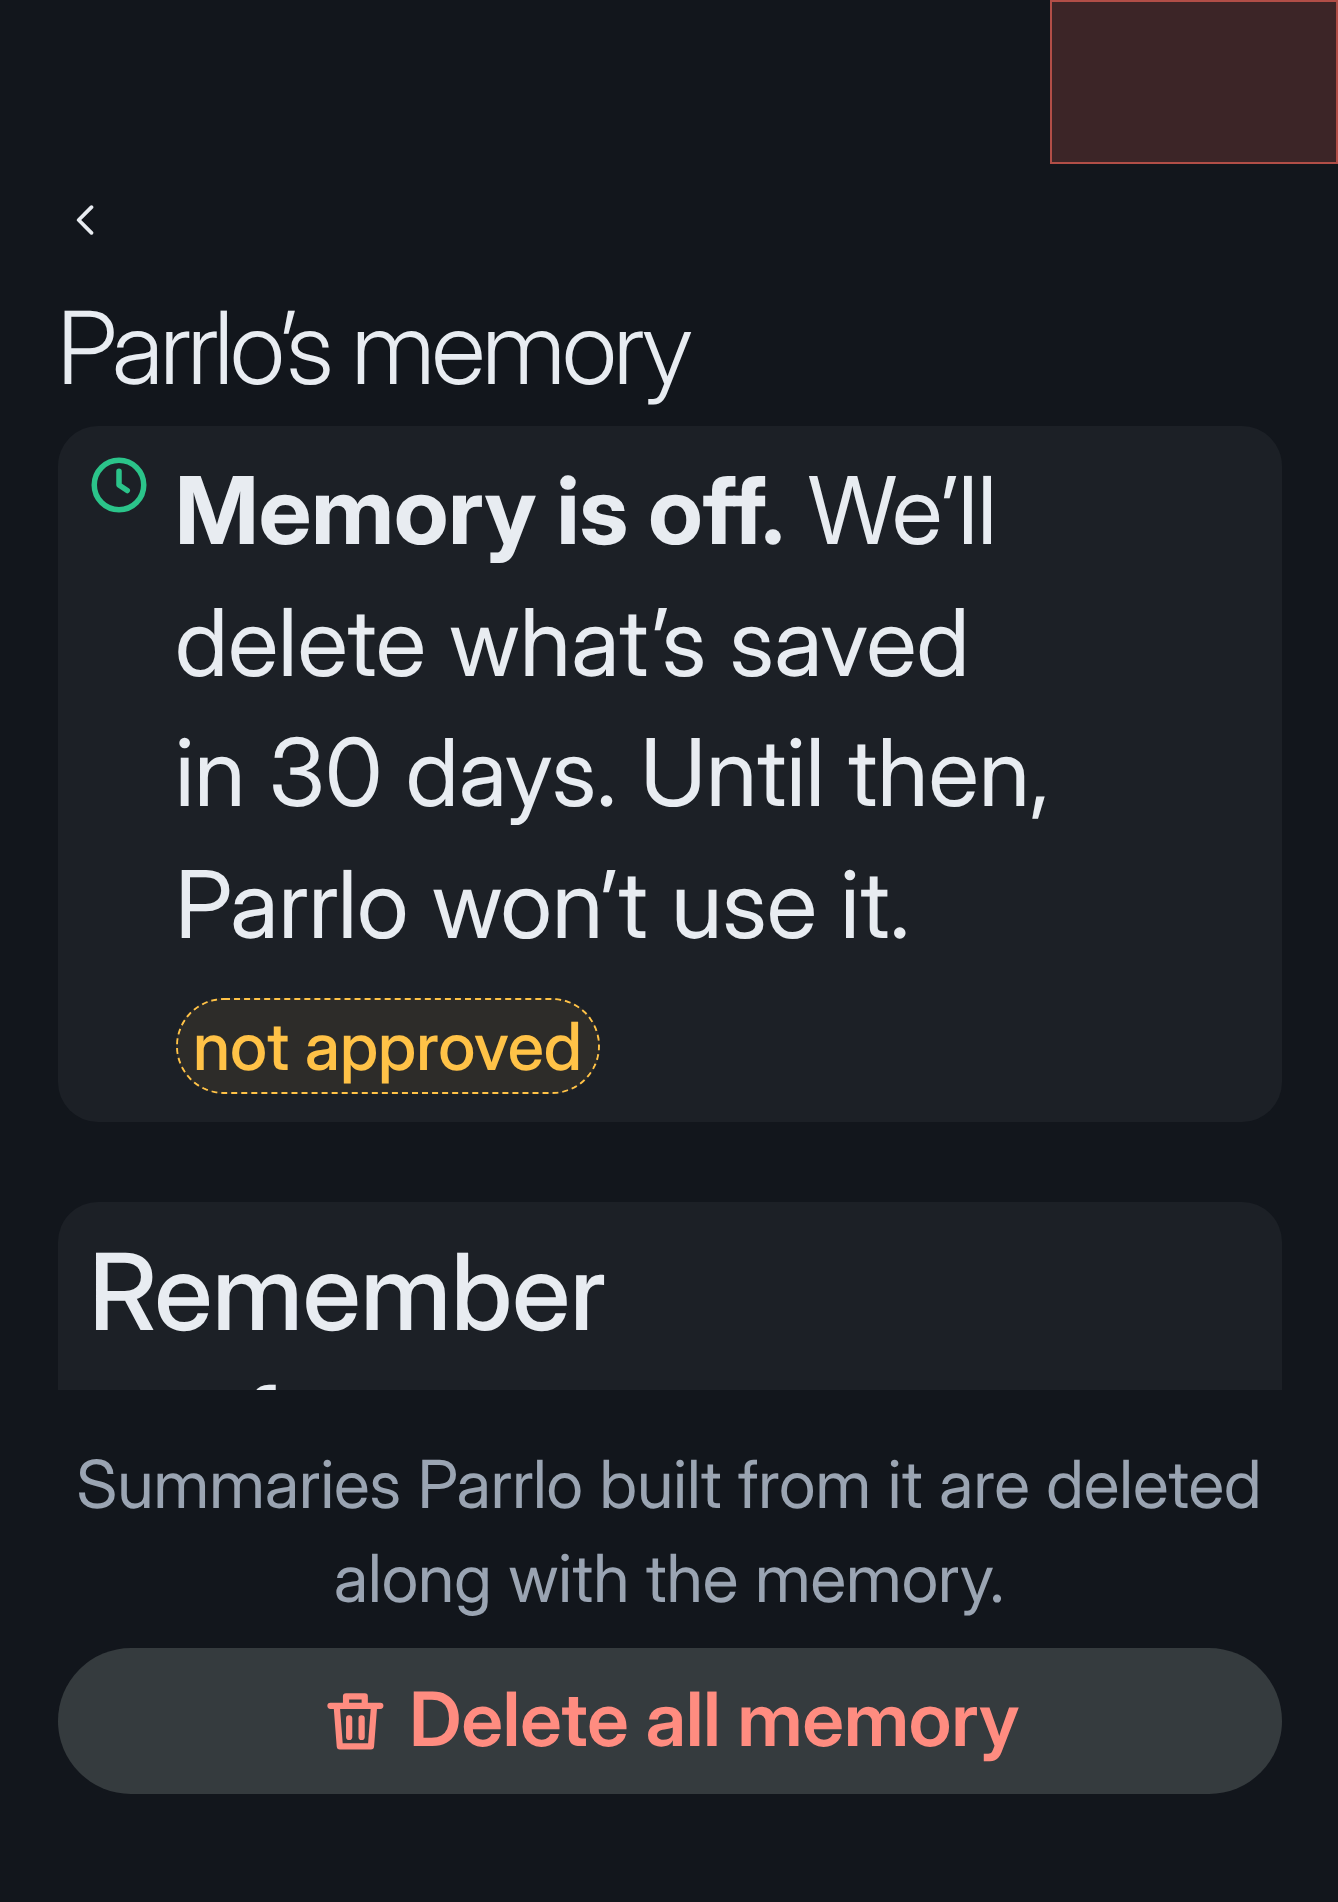 Parrlo’s memory
Memory is off. We’ll
delete what’s saved
in 30 days. Until then,
Parrlo won’t use it.
not approved
Remember
Summaries Parrlo built from it are deleted
along with the memory.
Delete all memory